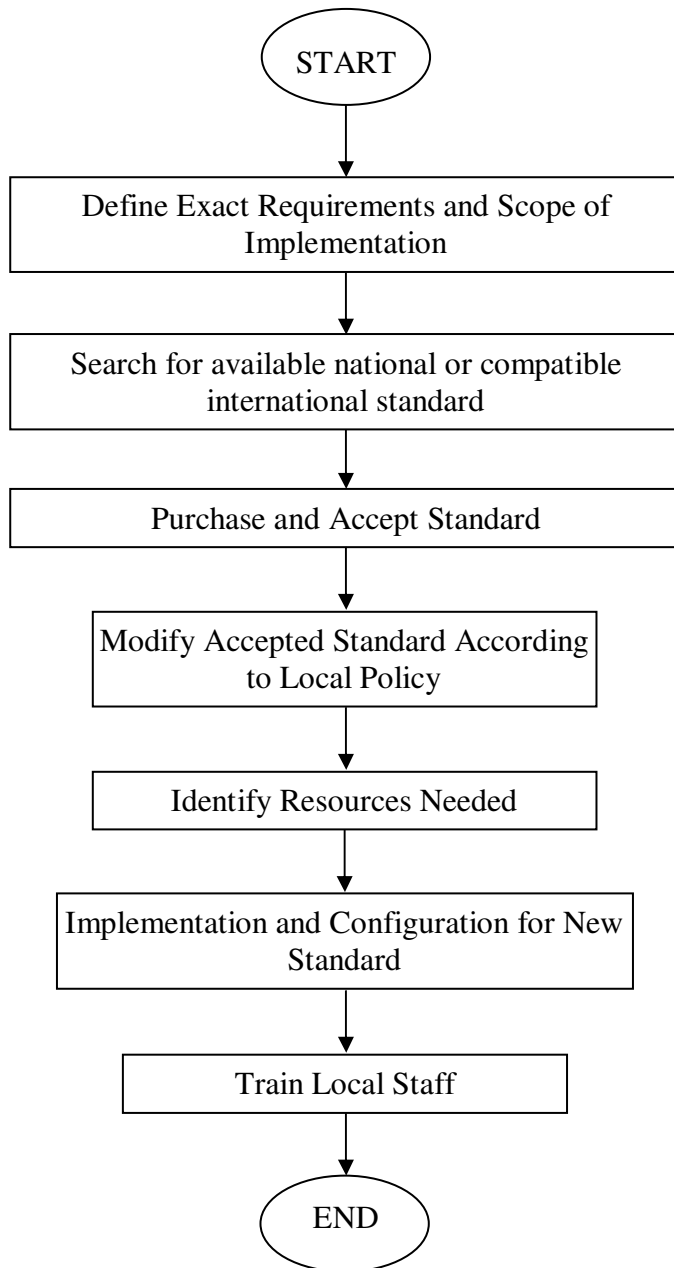 START
Define Exact Requirements and Scope of
Implementation
Search for available national or compatible
international standard
Purchase and Accept Standard
Modify Accepted Standard According
to Local Policy
Identify Resources Needed
Implementation and Configuration for New
Standard
Train Local Staff
END